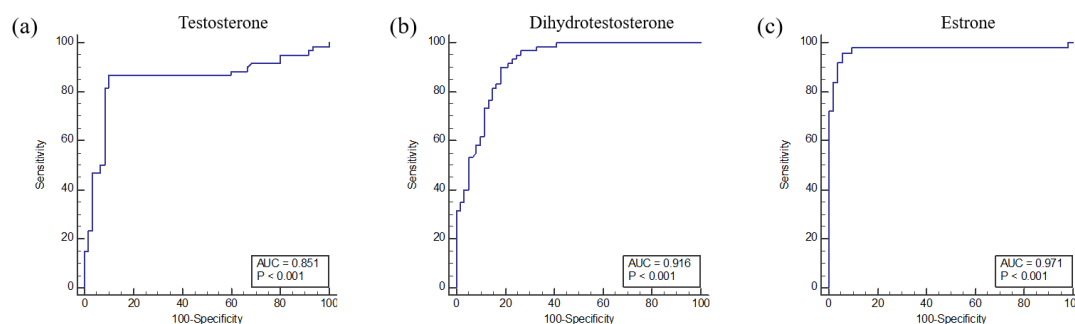 (a)
Testosterone
100
80
60
40
20
0
Sensitivity
0
20
40
60
80
100
100-Specificity
AUC = 0.851
P < 0.001
(b)
Dihydrotestosterone
100
80
60
40
20
0
Sensitivity
0
20
40
60
80
100
100-Specificity
AUC = 0.916
P < 0.001
(c)
Estrone
100
80
60
40
20
0
Sensitivity
0
20
40
60
80
100-Specificity
AUC = 0.971
P < 0.001